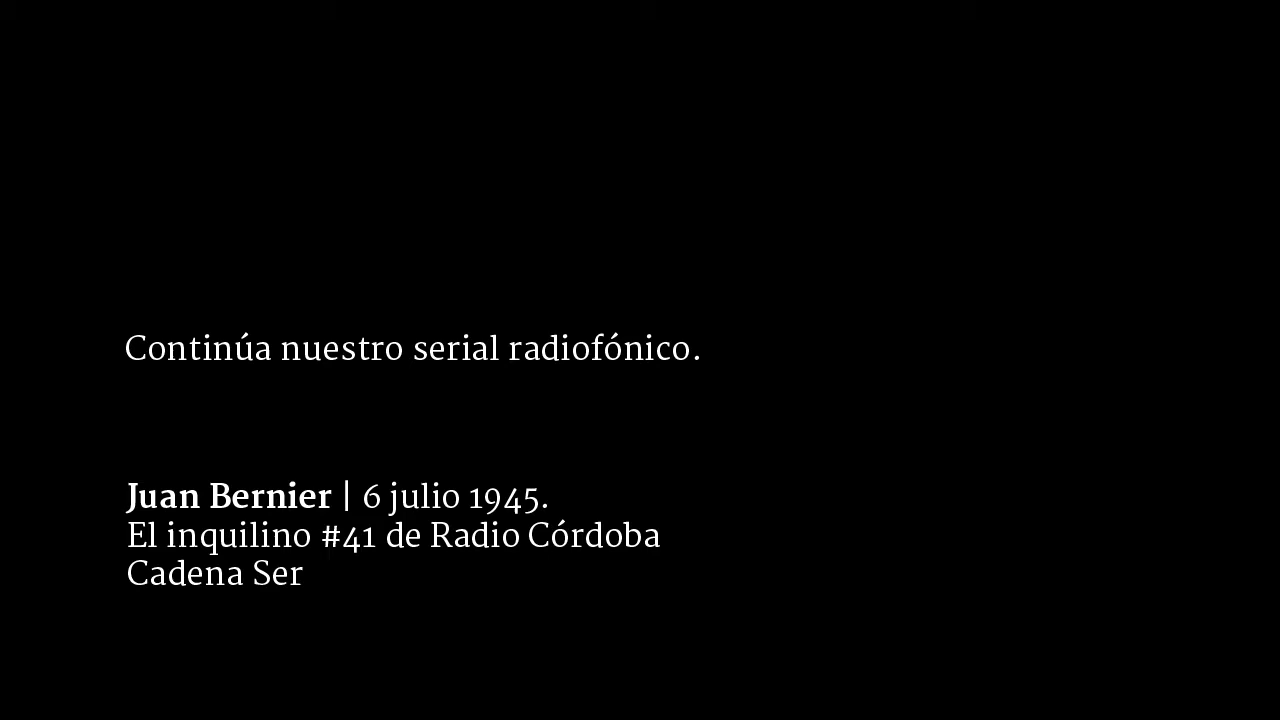 Continúa nuestro serial radiofónico.
Juan Bernier | 6 julio 1945.
El inquilino #41 de Radio Córdoba
Cadena Ser